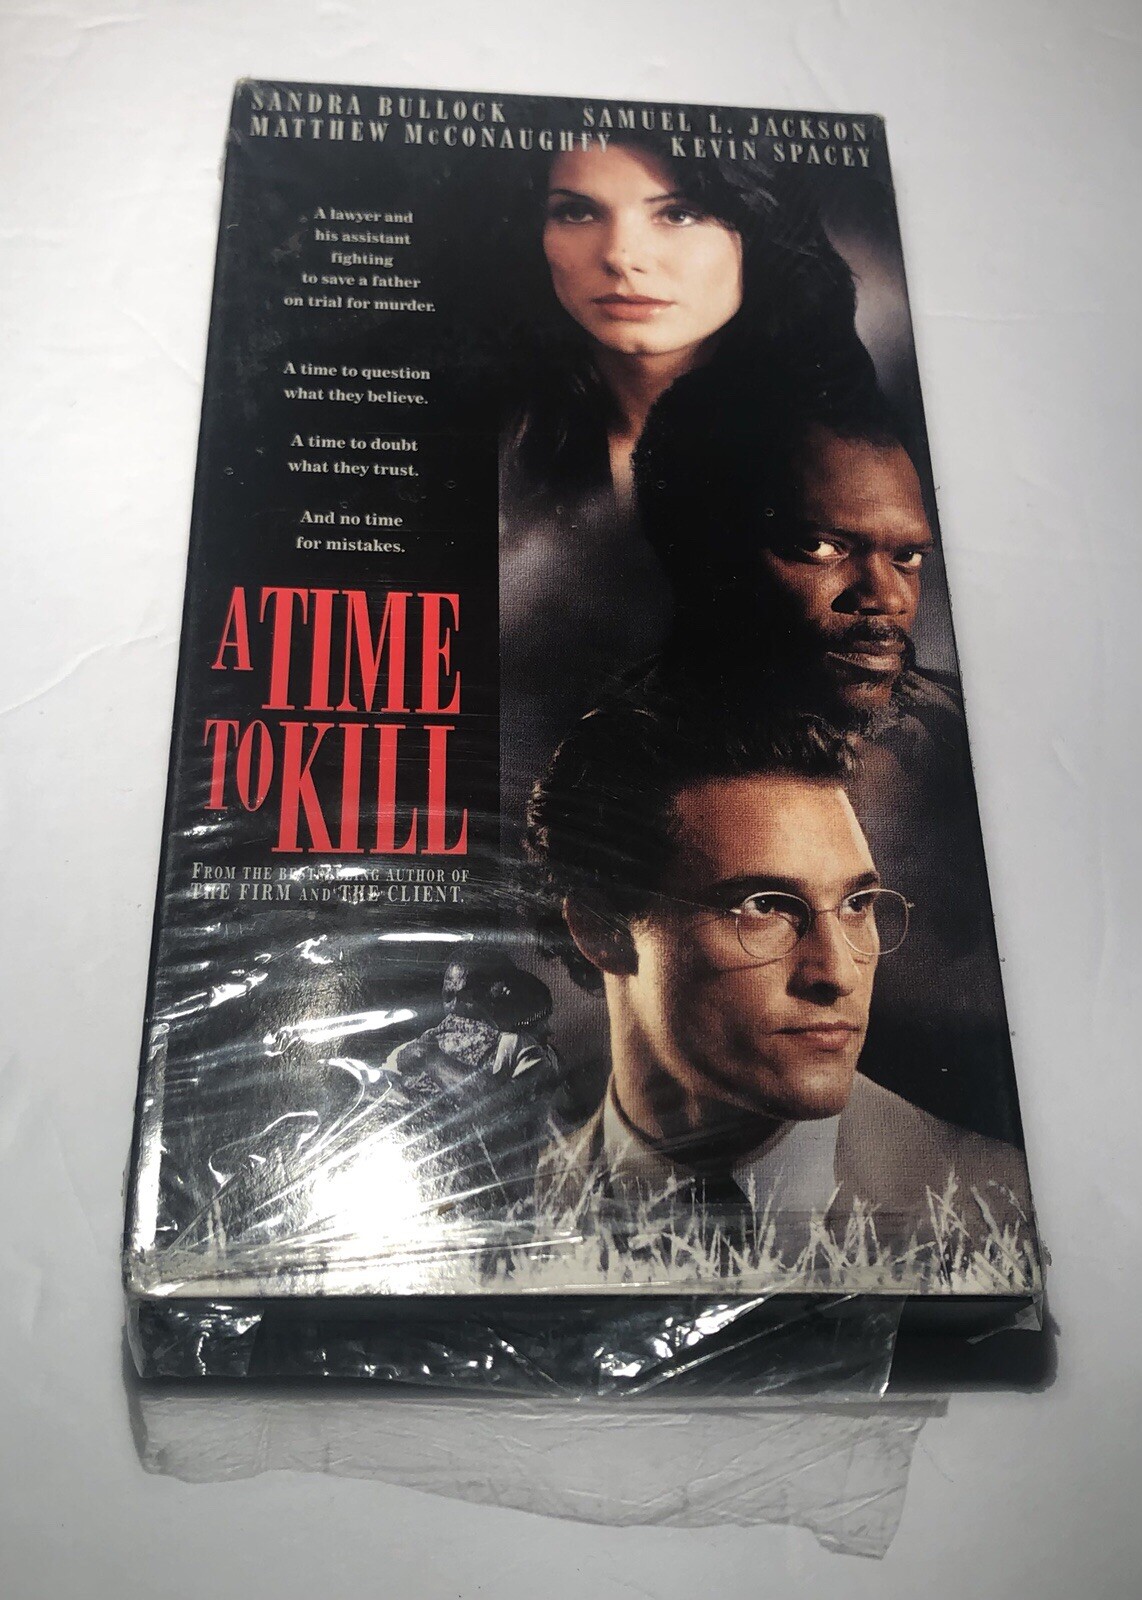 SANDRA BULLOCK SAMUEL L. JACKSON
MATTHEW McCONAUGHEY KEVIN SPACEY
A lawyer and
his assistant
fighting
to save a father
on trial for murder.
A time to question
what they believe.
A time to doubt
what they trust.
And no time
for mistakes.
A TIME
TO KILL
FROM THE BESTSELLING AUTHOR OF
THE FIRM AND THE CLIENT.